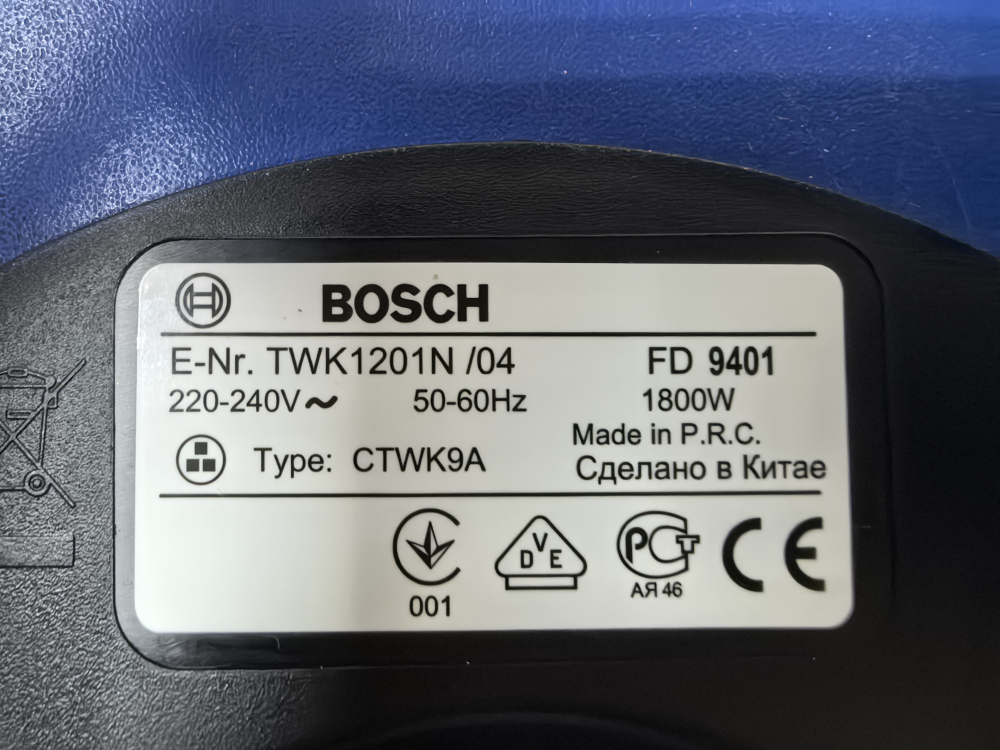 BOSCH
E-Nr. TWK1201N /04 FD 9401
220-240V~ 50-60Hz 1800W
Made in P.R.C.
Type: CTWK9A Сделано в Китае
001
DVE
РСТ
АЯ 46
CE